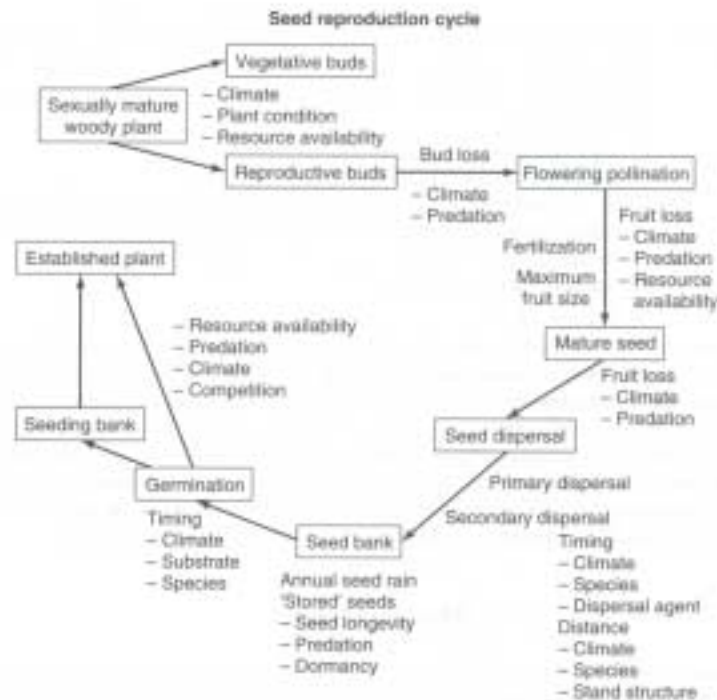 Seed reproduction cycle
Vegetative buds
Sexually mature
woody plant
– Climate
– Plant condition
– Resource availability
Reproductive buds
Bud loss
– Climate
– Predation
Flowering pollination
Fertilization
Maximum
fruit size
Fruit loss
– Climate
– Predation
– Resource
availability
Established plant
– Resource availability
– Predation
– Climate
– Competition
Mature seed
Fruit loss
– Climate
– Predation
Seeding bank
Seed dispersal
Germination
Timing
– Climate
– Substrate
– Species
Primary dispersal
Secondary dispersal
Timing
– Climate
– Species
– Dispersal agent
Distance
– Climate
– Species
– Stand structure
Seed bank
Annual seed rain
'Stored' seeds
– Seed longevity
– Predation
– Dormancy